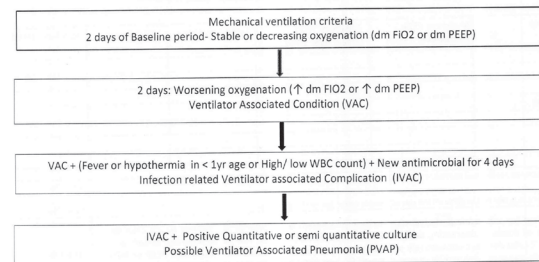 Mechanical ventilation criteria
2 days of Baseline period- Stable or decreasing oxygenation (dm FiO2 or dm PEEP)
2 days: Worsening oxygenation (↑ dm FIO2 or ↑ dm PEEP)
Ventilator Associated Condition (VAC)
VAC + (Fever or hypothermia in < 1yr age or High/ low WBC count) + New antimicrobial for 4 days
Infection related Ventilator associated Complication (IVAC)
IVAC + Positive Quantitative or semi quantitative culture
Possible Ventilator Associated Pneumonia (PVAP)